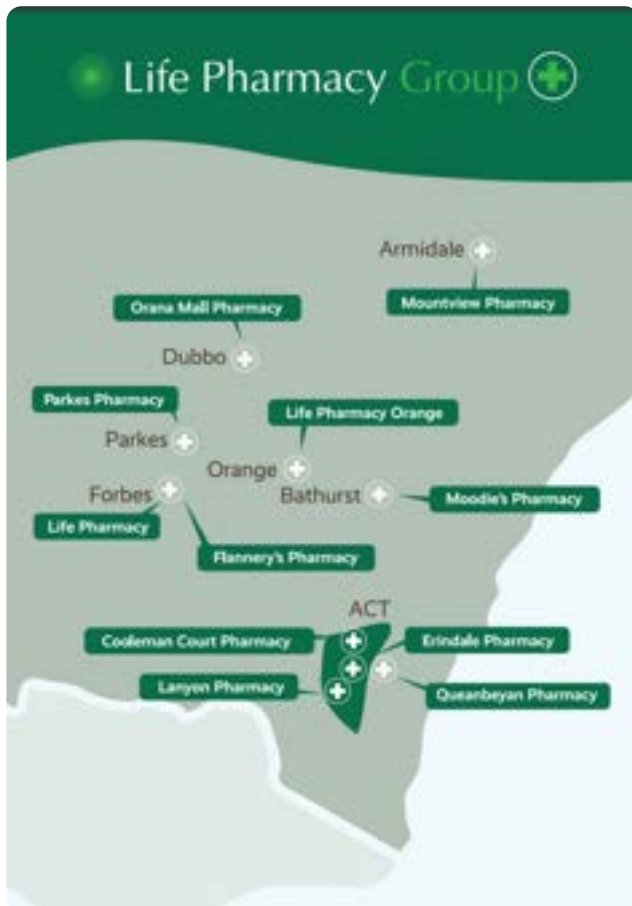 Life Pharmacy Group
Armidale
Mountview Pharmacy
Orana Mall Pharmacy
Dubbo
Parkes Pharmacy
Life Pharmacy Orange
Parkes
Orange
Forbes
Bathurst
Moodie's Pharmacy
Life Pharmacy
Flannery's Pharmacy
ACT
Cooleman Court Pharmacy
Erindale Pharmacy
Lanyon Pharmacy
Queanbeyan Pharmacy